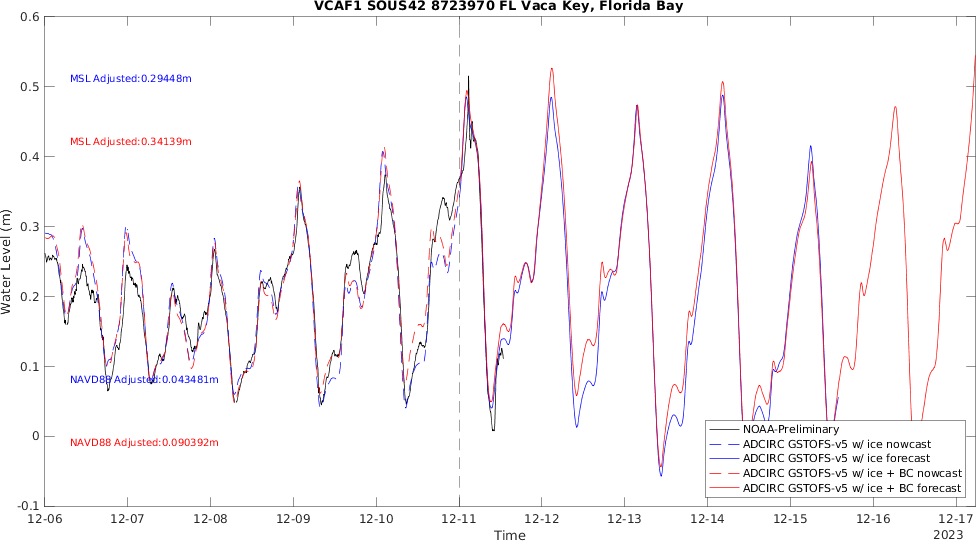 VCAF1 SOUS42 8723970 FL Vaca Key, Florida Bay
0.6
0.5
0.4
0.3
0.2
0.1
0
-0.1
Water Level (m)
MSL Adjusted:0.29448m
MSL Adjusted:0.34139m
NAVD88 Adjusted:0.043481m
NAVD88 Adjusted:0.090392m
NOAA-Preliminary
ADCIRC GSTOFS-v5 w/ ice nowcast
ADCIRC GSTOFS-v5 w/ ice forecast
ADCIRC GSTOFS-v5 w/ ice + BC nowcast
ADCIRC GSTOFS-v5 w/ ice + BC forecast
12-06 12-07 12-08 12-09 12-10 12-11 12-12 12-13 12-14 12-15 12-16 12-17
Time
2023